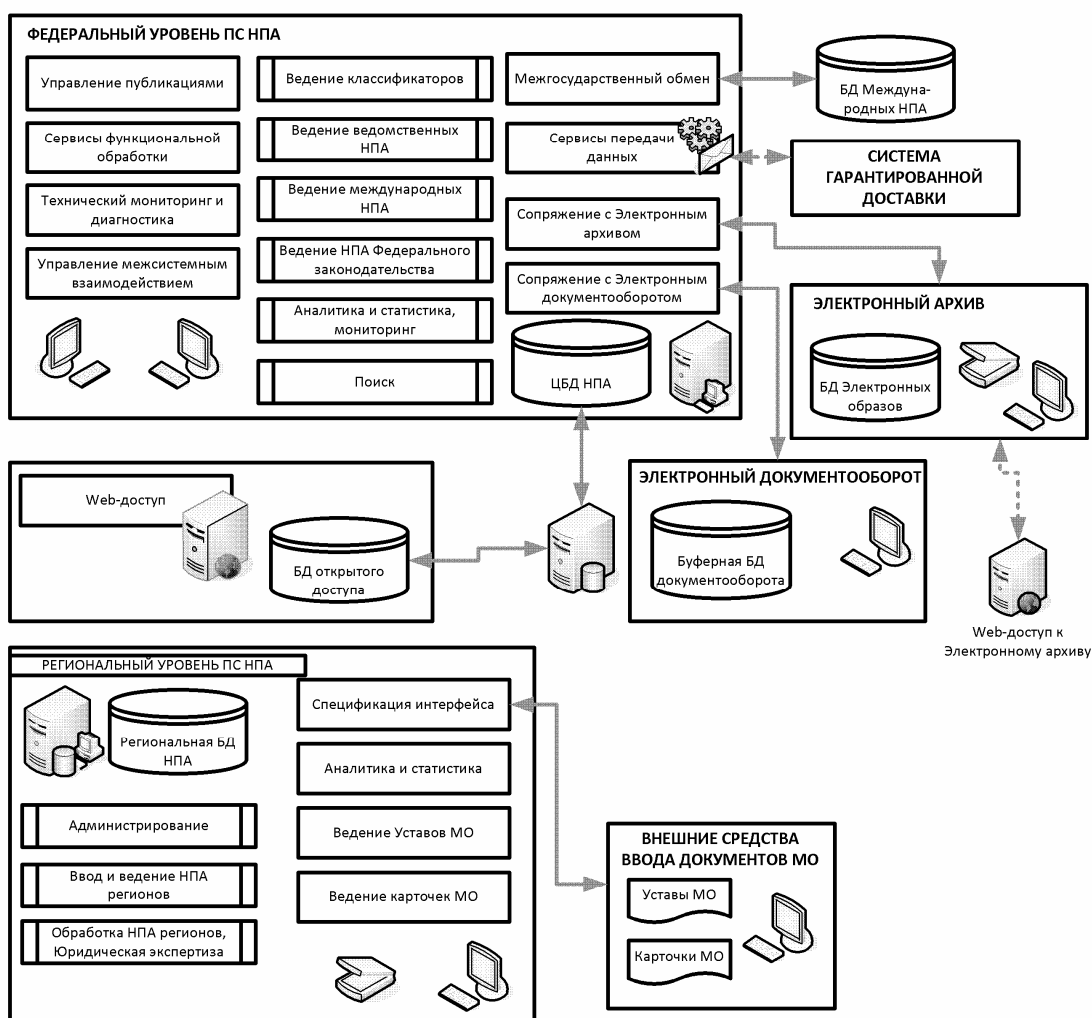 ФЕДЕРАЛЬНЫЙ УРОВЕНЬ ПС НПА
Управление публикациями
Сервисы функциональной
обработки
Технический мониторинг и
диагностика
Управление межсистемным
взаимодействием
Ведение классификаторов
Ведение ведомственных
НПА
Ведение международных
НПА
Ведение НПА Федерального
законодательства
Аналитика и статистика,
мониторинг
Поиск
Межгосударственный обмен
Сервисы передачи
данных
Сопряжение с Электронным
архивом
Сопряжение с Электронным
документооборотом
ЦБД НПА
БД Междуна-
родных НПА
СИСТЕМА
ГАРАНТИРОВАННОЙ
ДОСТАВКИ
ЭЛЕКТРОННЫЙ АРХИВ
БД Электронных
образов
Web-доступ
БД открытого
доступа
ЭЛЕКТРОННЫЙ ДОКУМЕНТООБОРОТ
Буферная БД
документооборота
Web-доступ к
Электронному архиву
РЕГИОНАЛЬНЫЙ УРОВЕНЬ ПС НПА
Региональная БД
НПА
Администрирование
Ввод и ведение НПА
регионов
Обработка НПА регионов,
Юридическая экспертиза
Спецификация интерфейса
Аналитика и статистика
Ведение Уставов МО
Ведение карточек МО
ВНЕШНИЕ СРЕДСТВА
ВВОДА ДОКУМЕНТОВ МО
Уставы МО
Карточки МО